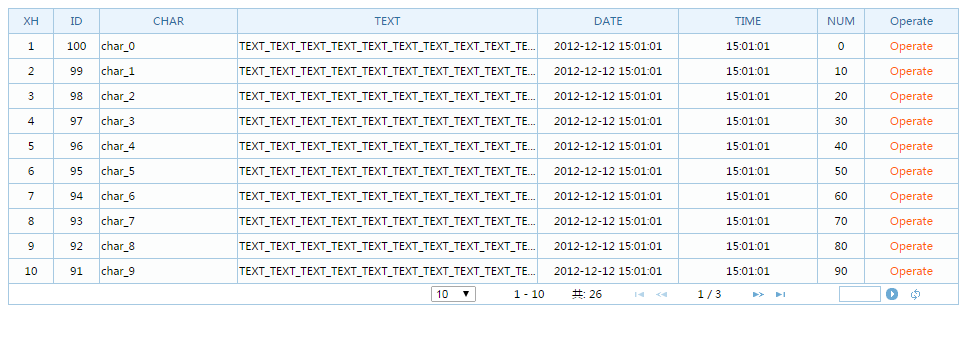 XH ID CHAR TEXT DATE TIME NUM Operate
1 100 char_0 TEXT_TEXT_TEXT_TEXT_TEXT_TEXT_TEXT_TEXT_TEXT_TE... 2012-12-12 15:01:01 15:01:01 0 Operate
2 99 char_1 TEXT_TEXT_TEXT_TEXT_TEXT_TEXT_TEXT_TEXT_TEXT_TE... 2012-12-12 15:01:01 15:01:01 10 Operate
3 98 char_2 TEXT_TEXT_TEXT_TEXT_TEXT_TEXT_TEXT_TEXT_TEXT_TE... 2012-12-12 15:01:01 15:01:01 20 Operate
4 97 char_3 TEXT_TEXT_TEXT_TEXT_TEXT_TEXT_TEXT_TEXT_TEXT_TE... 2012-12-12 15:01:01 15:01:01 30 Operate
5 96 char_4 TEXT_TEXT_TEXT_TEXT_TEXT_TEXT_TEXT_TEXT_TEXT_TE... 2012-12-12 15:01:01 15:01:01 40 Operate
6 95 char_5 TEXT_TEXT_TEXT_TEXT_TEXT_TEXT_TEXT_TEXT_TEXT_TE... 2012-12-12 15:01:01 15:01:01 50 Operate
7 94 char_6 TEXT_TEXT_TEXT_TEXT_TEXT_TEXT_TEXT_TEXT_TEXT_TE... 2012-12-12 15:01:01 15:01:01 60 Operate
8 93 char_7 TEXT_TEXT_TEXT_TEXT_TEXT_TEXT_TEXT_TEXT_TEXT_TE... 2012-12-12 15:01:01 15:01:01 70 Operate
9 92 char_8 TEXT_TEXT_TEXT_TEXT_TEXT_TEXT_TEXT_TEXT_TEXT_TE... 2012-12-12 15:01:01 15:01:01 80 Operate
10 91 char_9 TEXT_TEXT_TEXT_TEXT_TEXT_TEXT_TEXT_TEXT_TEXT_TE... 2012-12-12 15:01:01 15:01:01 90 Operate
10 1 - 10 共: 26 1 / 3